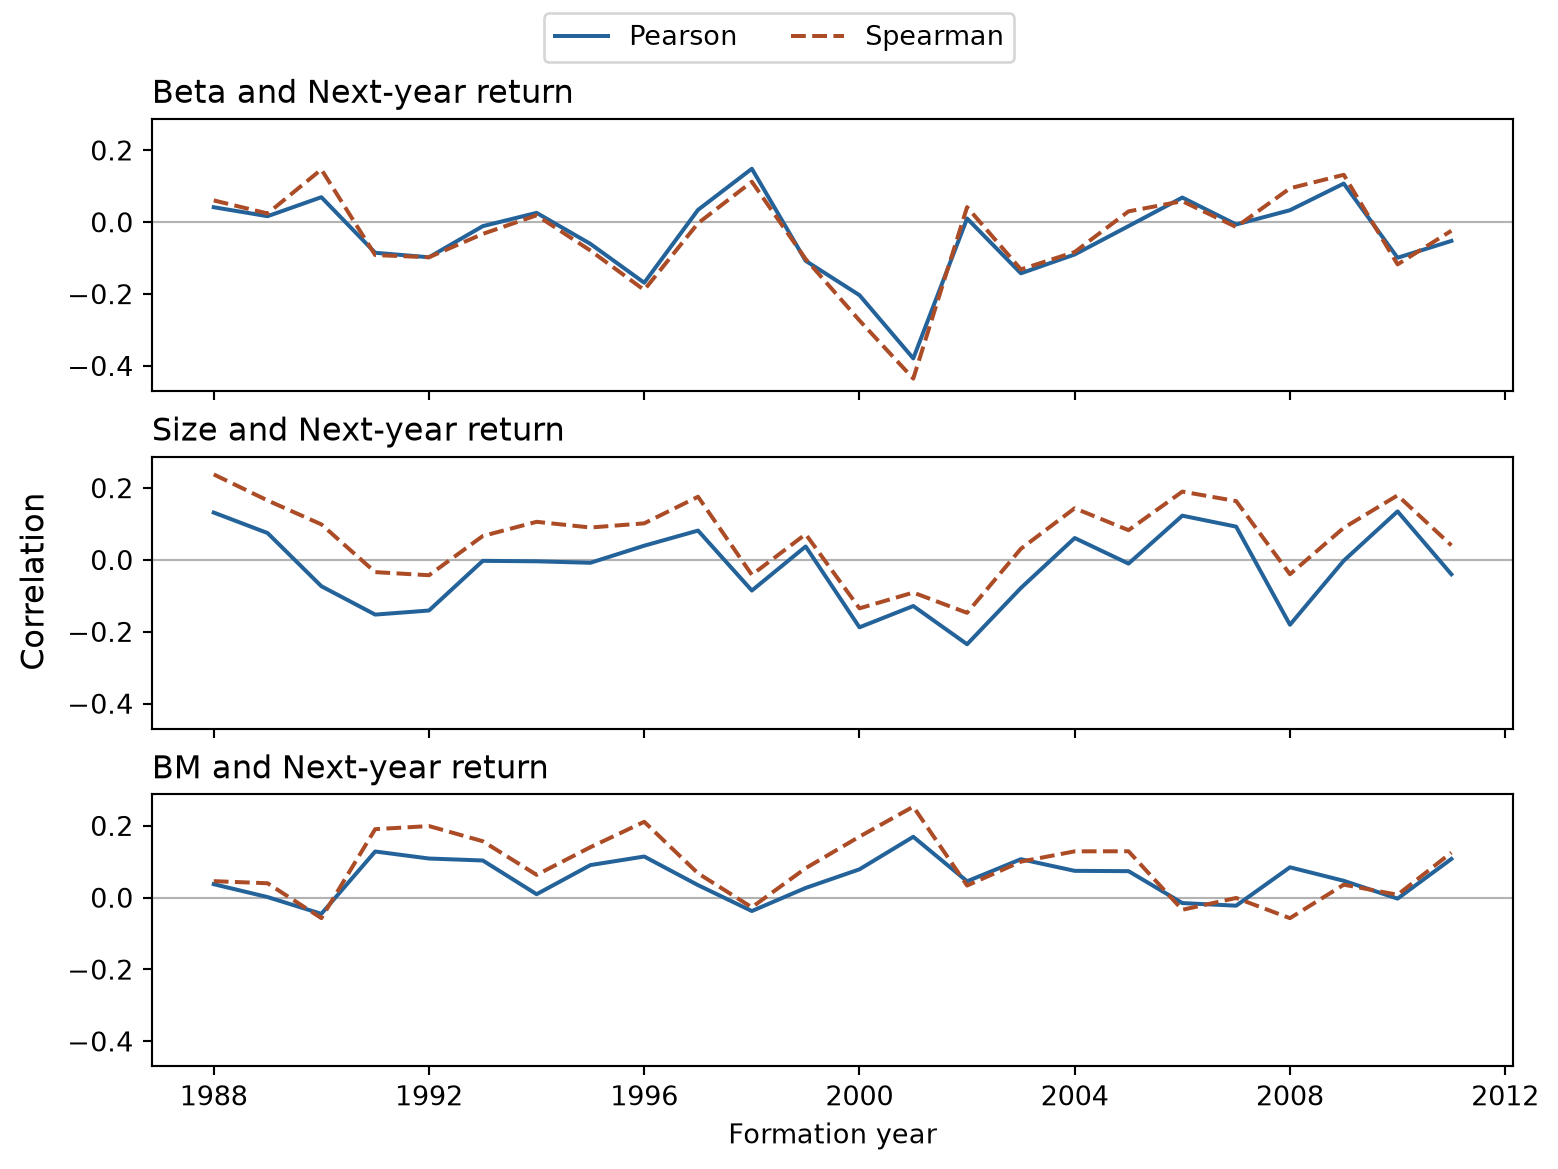 Pearson Spearman
Beta and Next-year return
0.2
0.0
−0.2
−0.4
Size and Next-year return
0.2
0.0
−0.2
−0.4
Correlation
BM and Next-year return
0.2
0.0
−0.2
−0.4
1988 1992 1996 2000 2004 2008 2012
Formation year